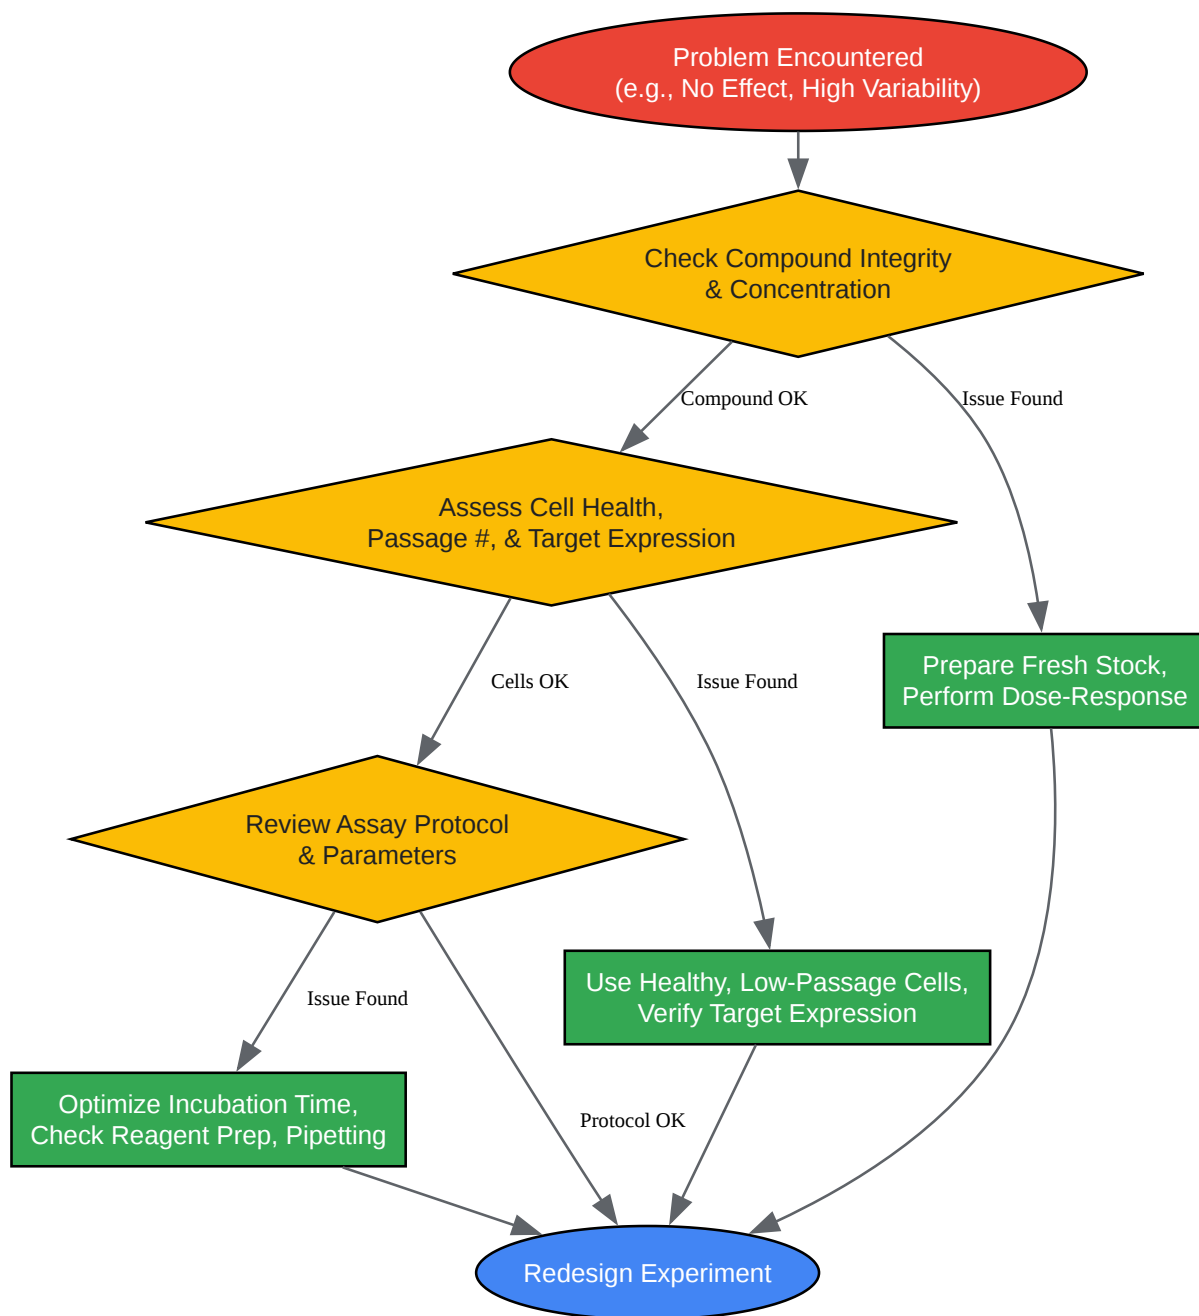 Problem Encountered
(e.g., No Effect, High Variability)
Check Compound Integrity
& Concentration
Compound OK
Issue Found
Assess Cell Health,
Passage #, & Target Expression
Cells OK
Issue Found
Prepare Fresh Stock,
Perform Dose-Response
Review Assay Protocol
& Parameters
Issue Found
Use Healthy, Low-Passage Cells,
Verify Target Expression
Optimize Incubation Time,
Check Reagent Prep, Pipetting
Protocol OK
Redesign Experiment